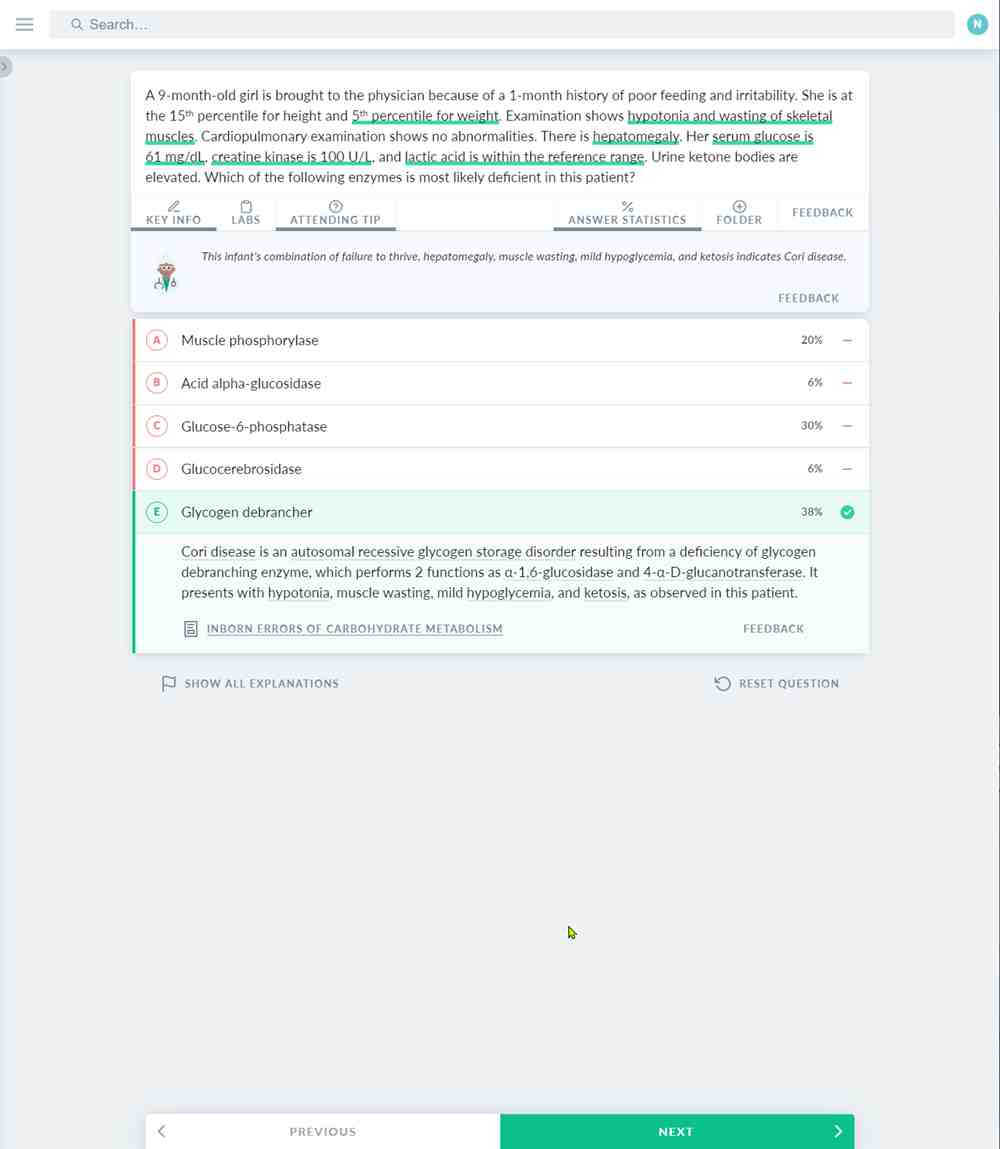 Search...
N
A 9-month-old girl is brought to the physician because of a 1-month history of poor feeding and irritability. She is at
the 15th percentile for height and 5th percentile for weight. Examination shows hypotonia and wasting of skeletal
muscles. Cardiopulmonary examination shows no abnormalities. There is hepatomegaly. Her serum glucose is
61 mg/dL, creatine kinase is 100 U/L, and lactic acid is within the reference range. Urine ketone bodies are
elevated. Which of the following enzymes is most likely deficient in this patient?
KEY INFO LABS ATTENDING TIP ANSWER STATISTICS FOLDER FEEDBACK
This infant's combination of failure to thrive, hepatomegaly, muscle wasting, mild hypoglycemia, and ketosis indicates Cori disease.
FEEDBACK
A Muscle phosphorylase 20%
B Acid alpha-glucosidase 6%
C Glucose-6-phosphatase 30%
D Glucocerebrosidase 6%
E Glycogen debrancher 38%
Cori disease is an autosomal recessive glycogen storage disorder resulting from a deficiency of glycogen
debranching enzyme, which performs 2 functions as α-1,6-glucosidase and 4-α-D-glucanotransferase. It
presents with hypotonia, muscle wasting, mild hypoglycemia, and ketosis, as observed in this patient.
INBORN ERRORS OF CARBOHYDRATE METABOLISM FEEDBACK
SHOW ALL EXPLANATIONS RESET QUESTION
PREVIOUS NEXT